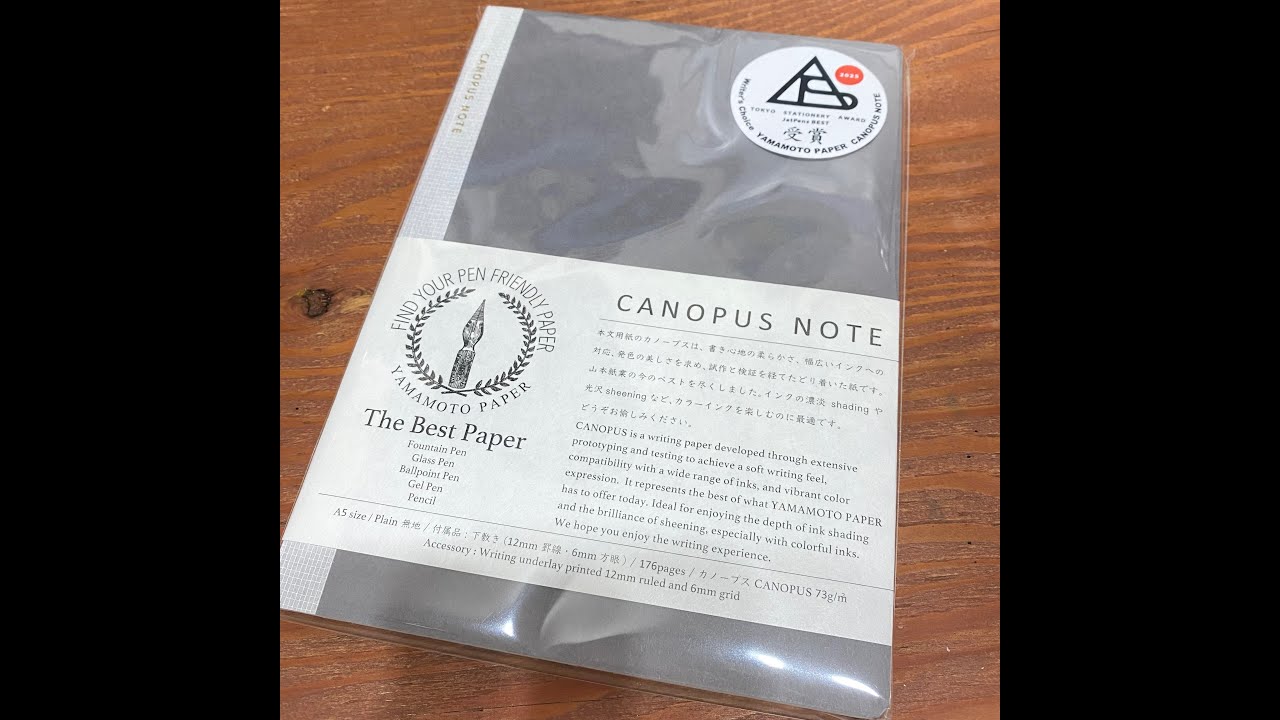 CANOPUS NOTE
2025
TOKYO STATIONERY AWARD
JetPens BEST
受賞
Writer's Choice YAMAMOTO PAPER CANOPUS NOTE
FIND YOUR PEN FRIENDLY PAPER
YAMAMOTO PAPER
The Best Paper
Fountain Pen
Glass Pen
Ballpoint Pen
Gel Pen
Pencil
CANOPUS NOTE
本文用紙のカノープスは、書き心地の柔らかさ、幅広いインクへの
対応、発色の美しさを求め、試作と検証を経てたどり着いた紙です。
山本紙業の今のベストを尽くしました。インクの濃淡 shading や
光沢 sheening など、カラーインクを楽しむのに最適です。
どうぞお愉しみください。
CANOPUS is a writing paper developed through extensive
prototyping and testing to achieve a soft writing feel,
compatibility with a wide range of inks, and vibrant color
expression. It represents the best of what YAMAMOTO PAPER
has to offer today. Ideal for enjoying the depth of ink shading
and the brilliance of sheening, especially with colorful inks.
We hope you enjoy the writing experience.
A5 size / Plain 無地 / 付属品 : 下敷き (12mm 罫線・6mm 方眼) / 176pages / カノープス CANOPUS 73g/㎡
Accessory : Writing underlay printed 12mm ruled and 6mm grid